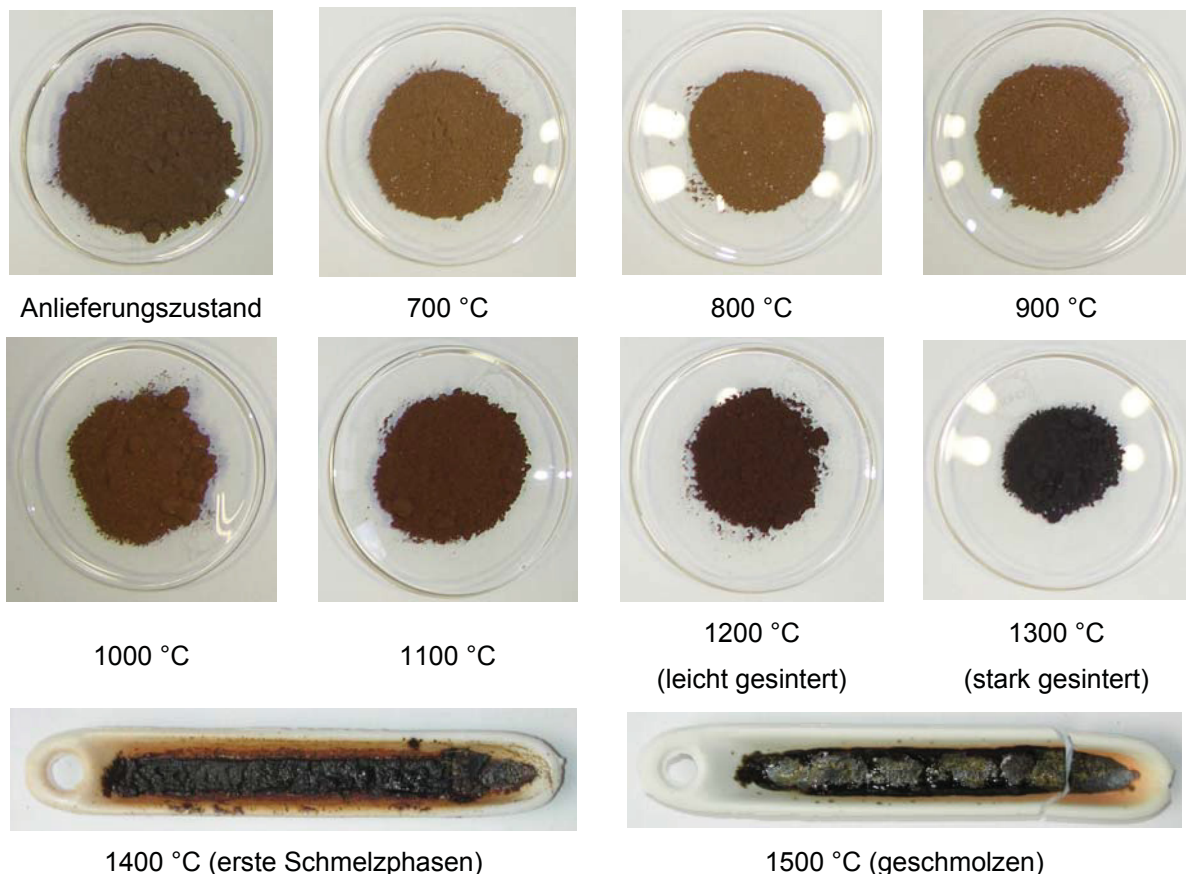 Anlieferungszustand
700 °C
800 °C
900 °C
1000 °C
1100 °C
1200 °C
(leicht gesintert)
1300 °C
(stark gesintert)
1400 °C (erste Schmelzphasen)
1500 °C (geschmolzen)